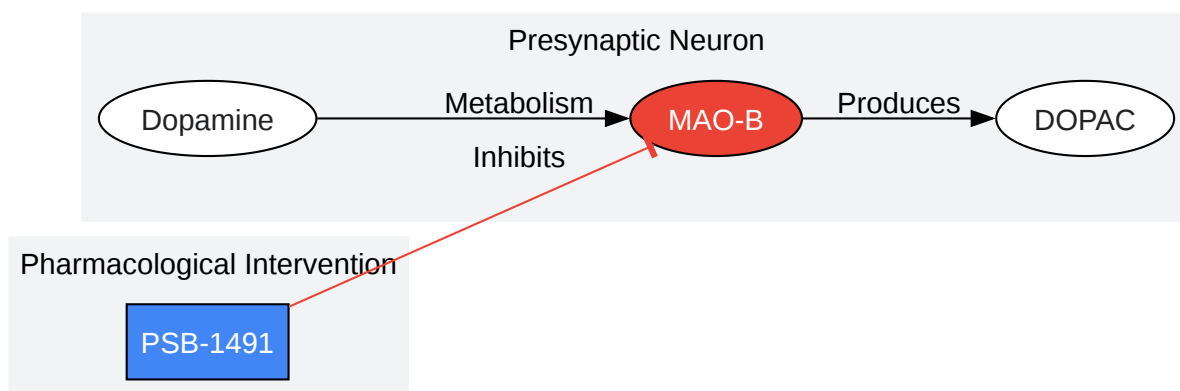 Presynaptic Neuron
Dopamine
Metabolism
MAO-B
Produces
DOPAC
Inhibits
Pharmacological Intervention
PSB-1491